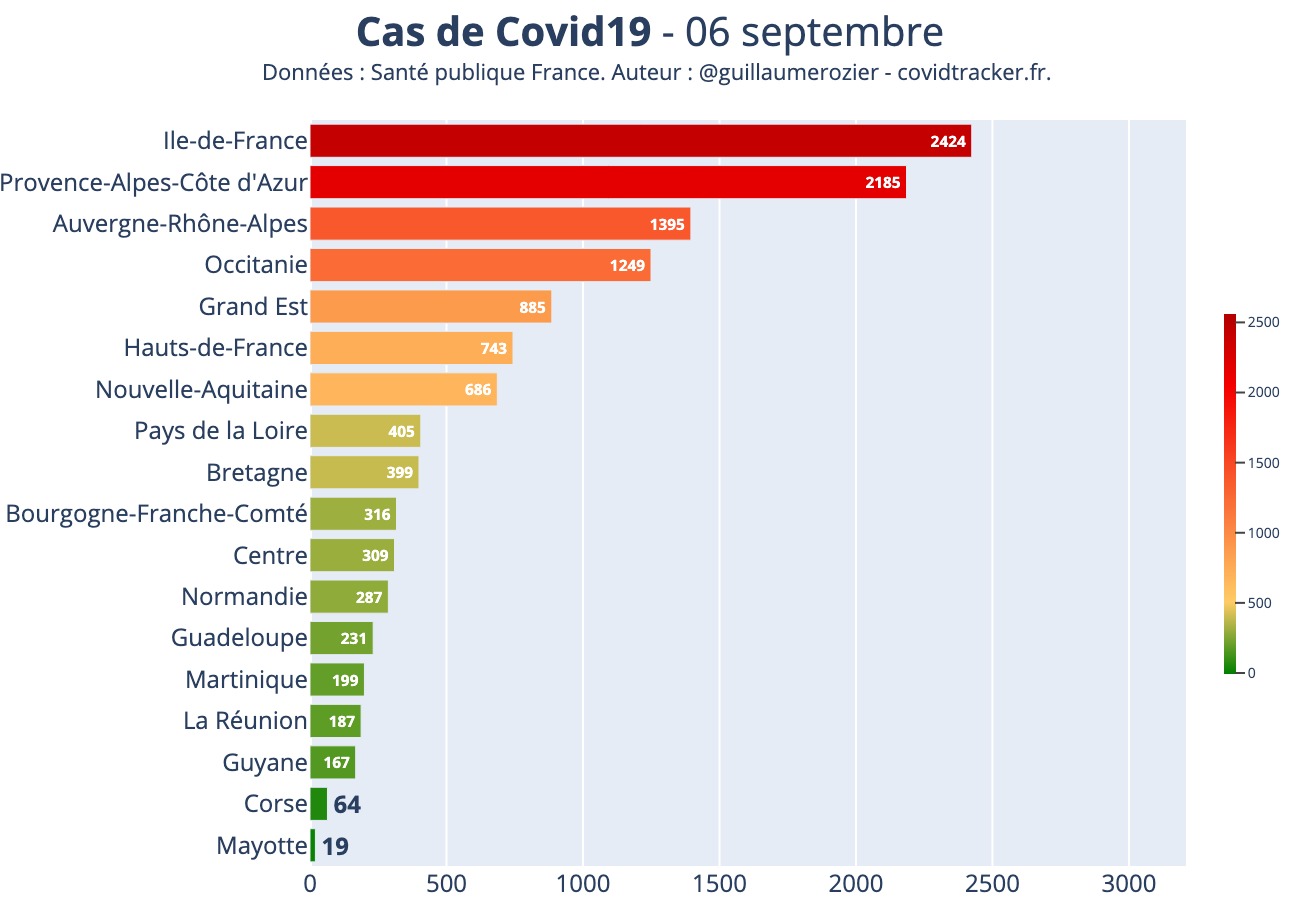 Cas de Covid19 - 06 septembre
Données : Santé publique France. Auteur : @guillaumerozier - covidtracker.fr.
Ile-de-France 2424
Provence-Alpes-Côte d'Azur 2185
Auvergne-Rhône-Alpes 1395
Occitanie 1249
Grand Est 885
Hauts-de-France 743
Nouvelle-Aquitaine 686
Pays de la Loire 405
Bretagne 399
Bourgogne-Franche-Comté 316
Centre 309
Normandie 287
Guadeloupe 231
Martinique 199
La Réunion 187
Guyane 167
Corse 64
Mayotte 19
0 500 1000 1500 2000 2500 3000
2500
2000
1500
1000
500
0